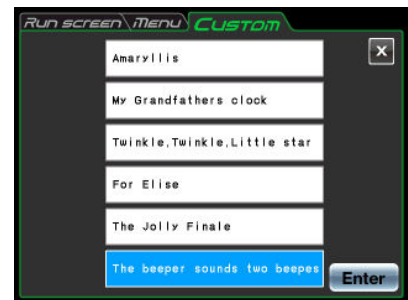 Run screen Menu Custom
Amaryllis
X
My Grandfathers clock
Twinkle,Twinkle,Little star
For Elise
The Jolly Finale
The beeper sounds two beepes
Enter